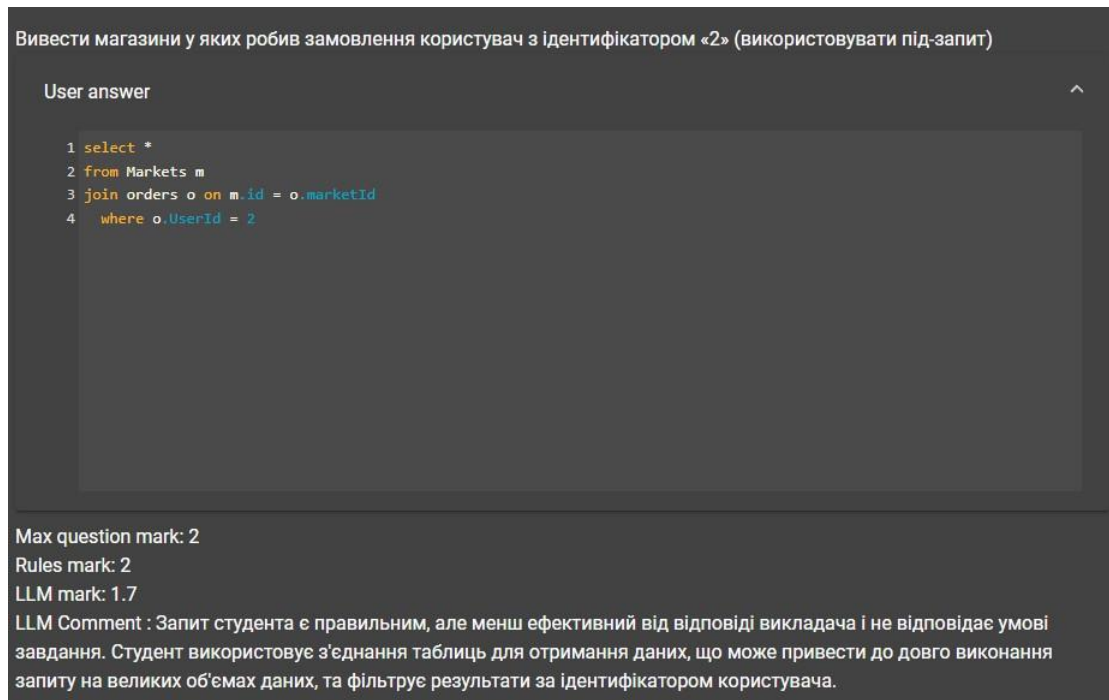 Вивести магазини у яких робив замовлення користувач з ідентифікатором «2» (використовувати під-запит)
User answer
1 select *
2 from Markets m
3 join orders o on m.id = o.marketId
4 where o.UserId = 2
Max question mark: 2
Rules mark: 2
LLM mark: 1.7
LLM Comment : Запит студента є правильним, але менш ефективний від відповіді викладача і не відповідає умові
завдання. Студент використовує з'єднання таблиць для отримання даних, що може привести до довго виконання
запиту на великих об'ємах даних, та фільтрує результати за ідентифікатором користувача.